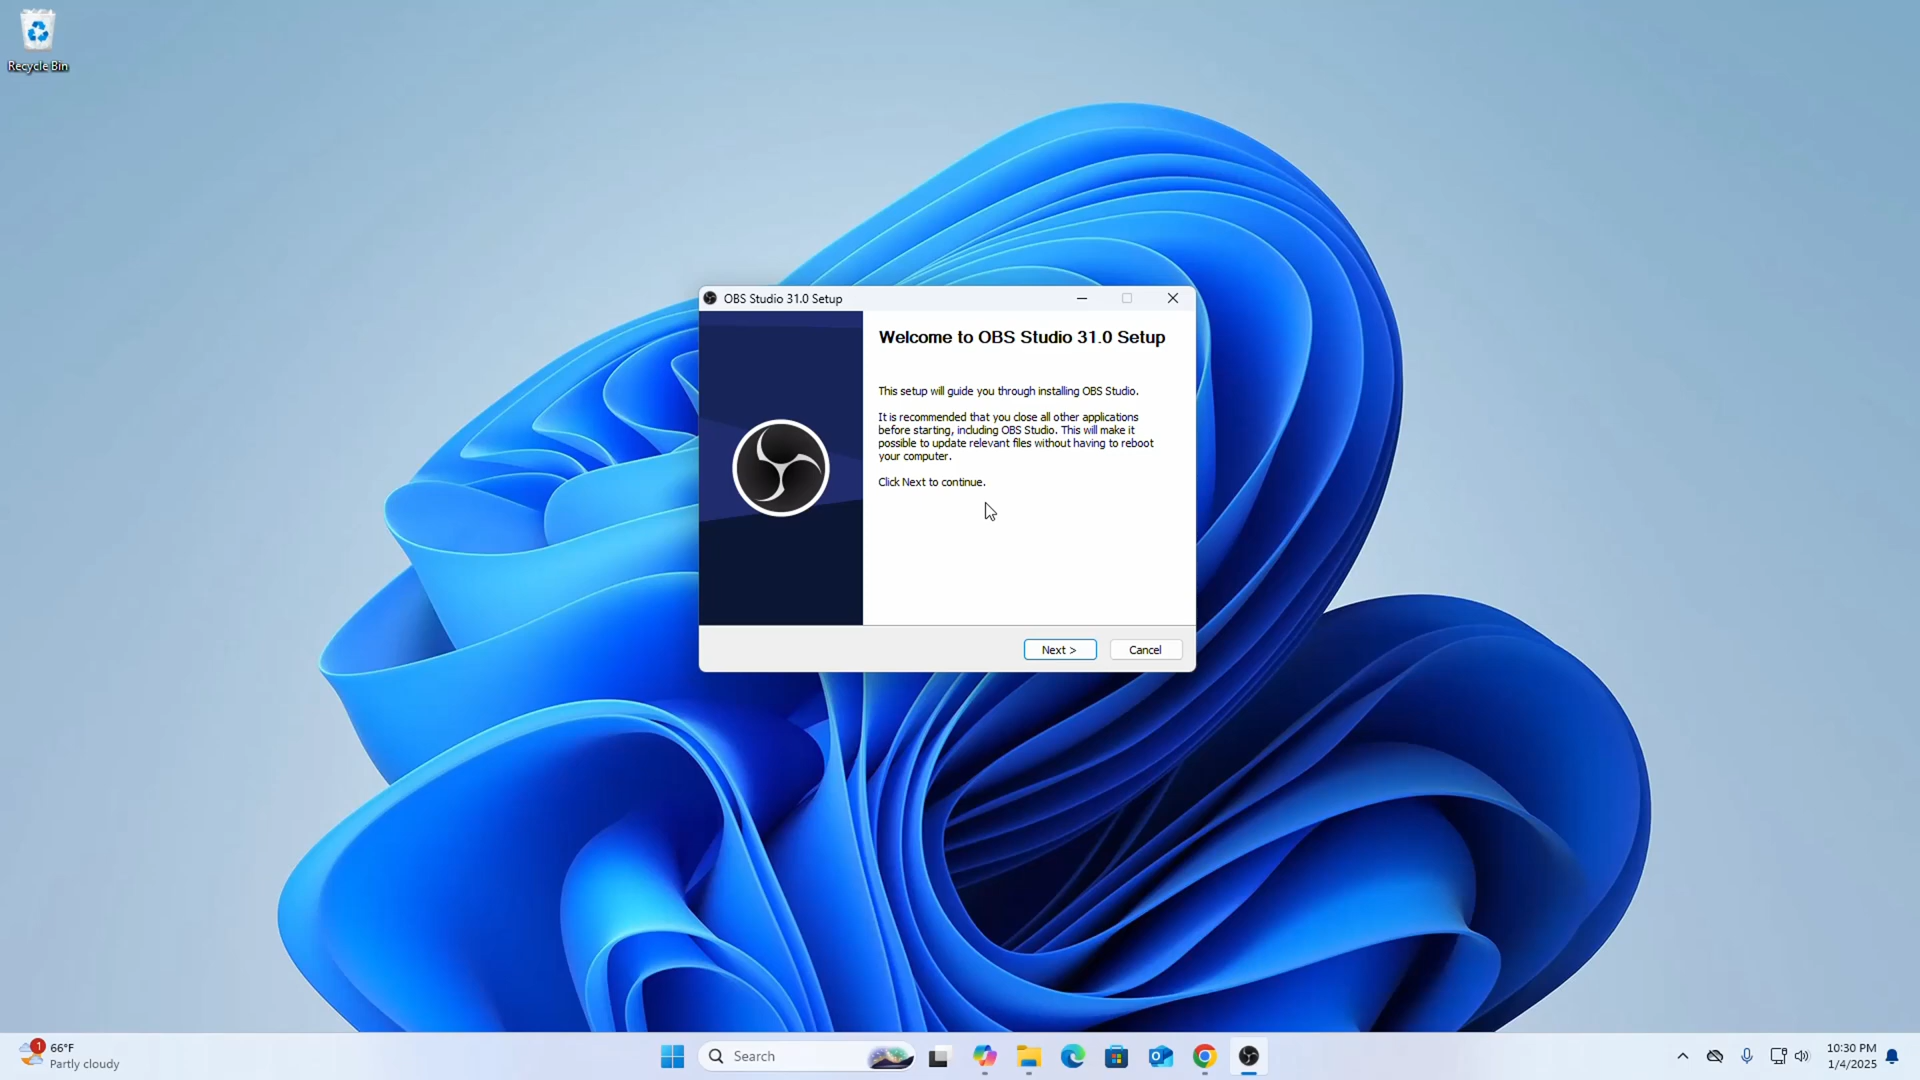 Recycle Bin
OBS Studio 31.0 Setup
Welcome to OBS Studio 31.0 Setup
This setup will guide you through installing OBS Studio.
It is recommended that you close all other applications
before starting, including OBS Studio. This will make it
possible to update relevant files without having to reboot
your computer.
Click Next to continue.
Next >
Cancel
1
66°F
Partly cloudy
Search
10:30 PM
1/4/2025